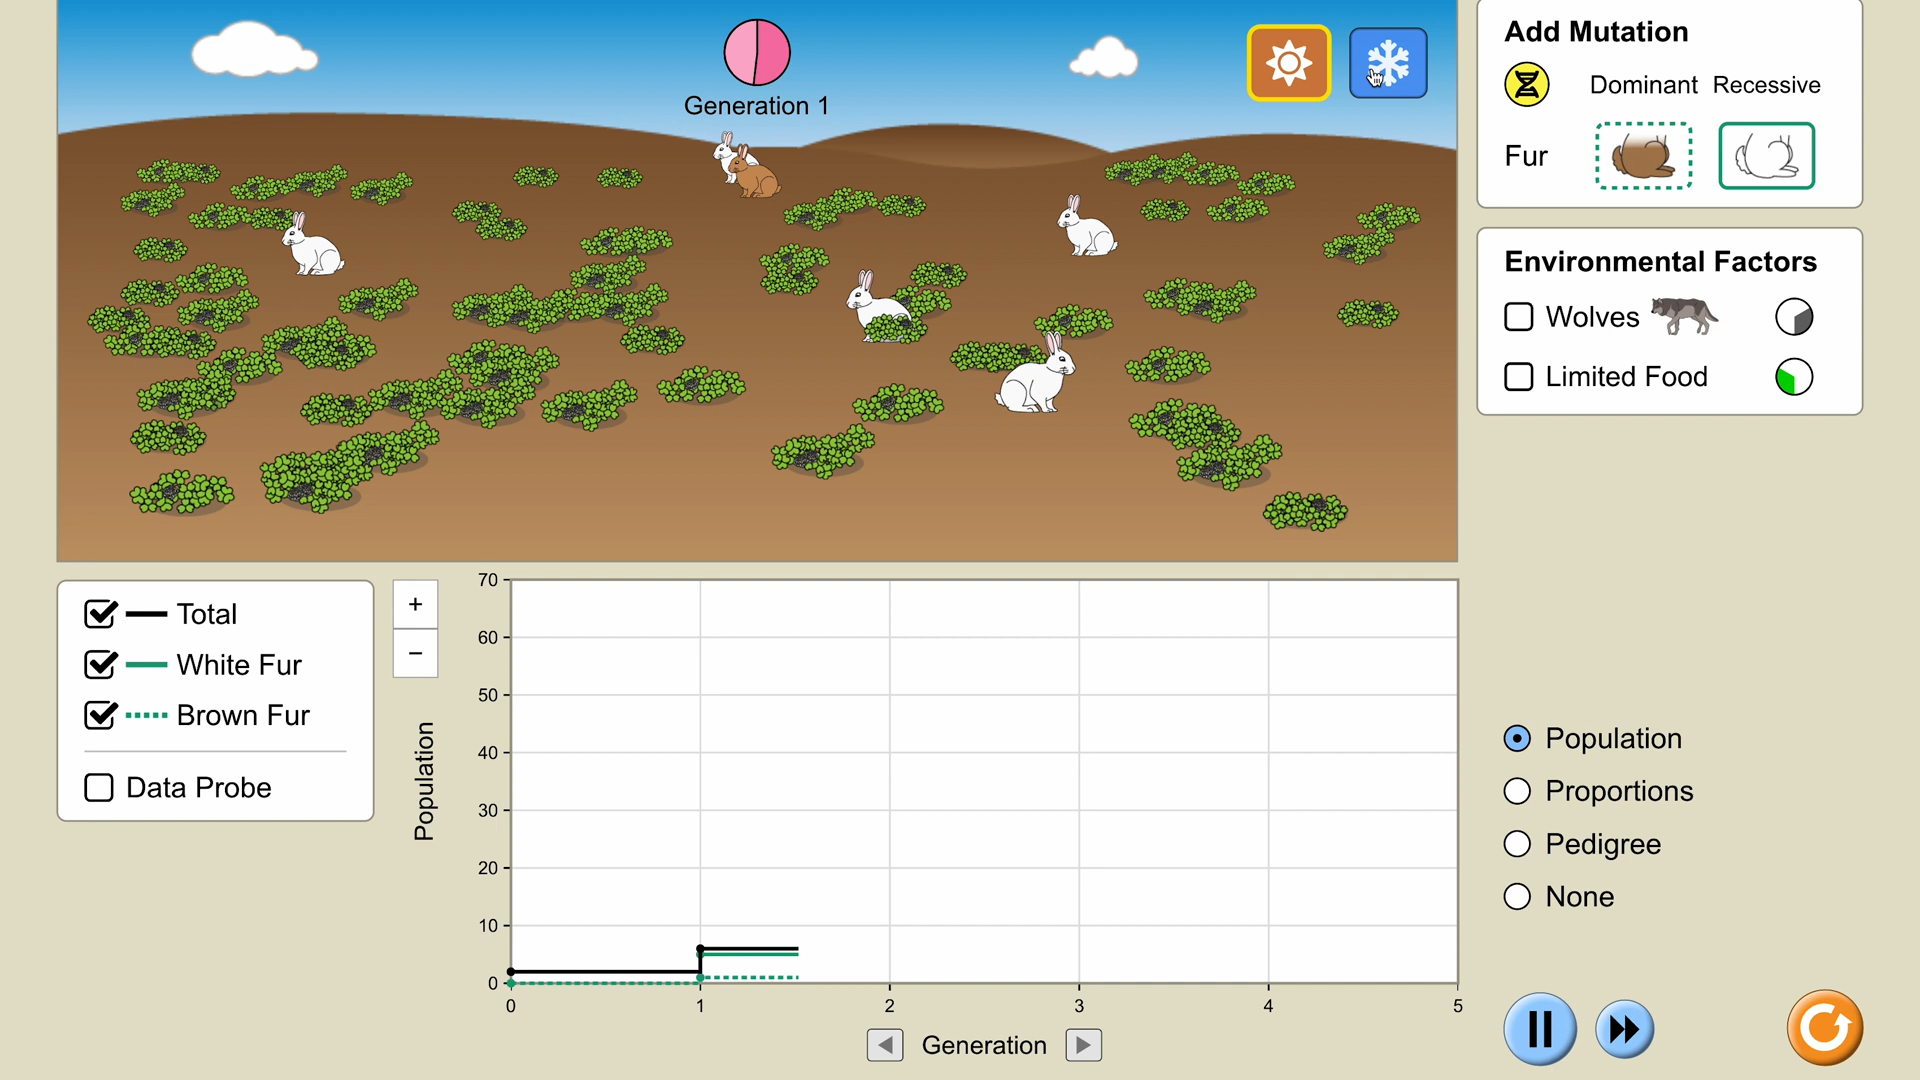 Generation 1
Add Mutation
Dominant Recessive
Fur
Environmental Factors
Wolves
Limited Food
Total
White Fur
Brown Fur
Data Probe
+
−
Population
70
60
50
40
30
20
10
0
0 1 2 3 4 5
Generation
Population
Proportions
Pedigree
None